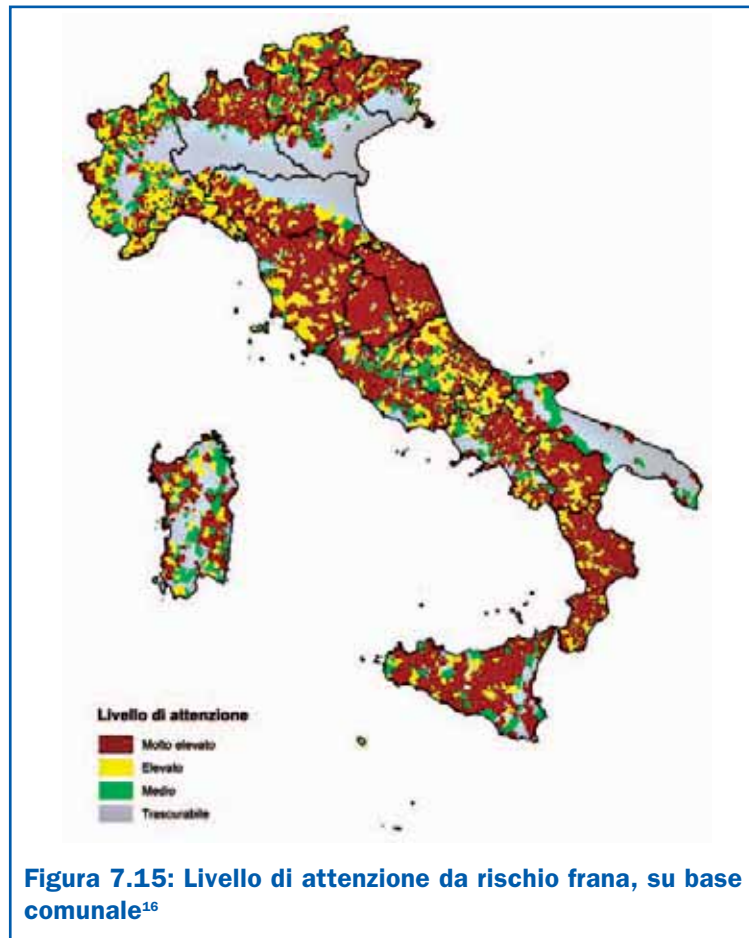 Livello di attenzione
Molto elevato
Elevato
Medio
Trascurabile
Figura 7.15: Livello di attenzione da rischio frana, su base
comunale¹⁶